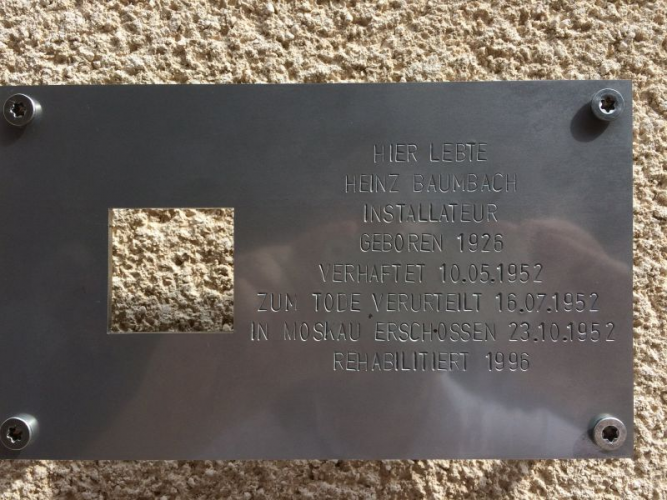 HIER LEBTE
HEINZ BAUMBACH
INSTALLATEUR
GEBOREN 1926
VERHAFTET 10.05.1952
ZUM TODE VERURTEILT 16.07.1952
IN MOSKAU ERSCHOSSEN 23.10.1952
REHABILITIERT 1996